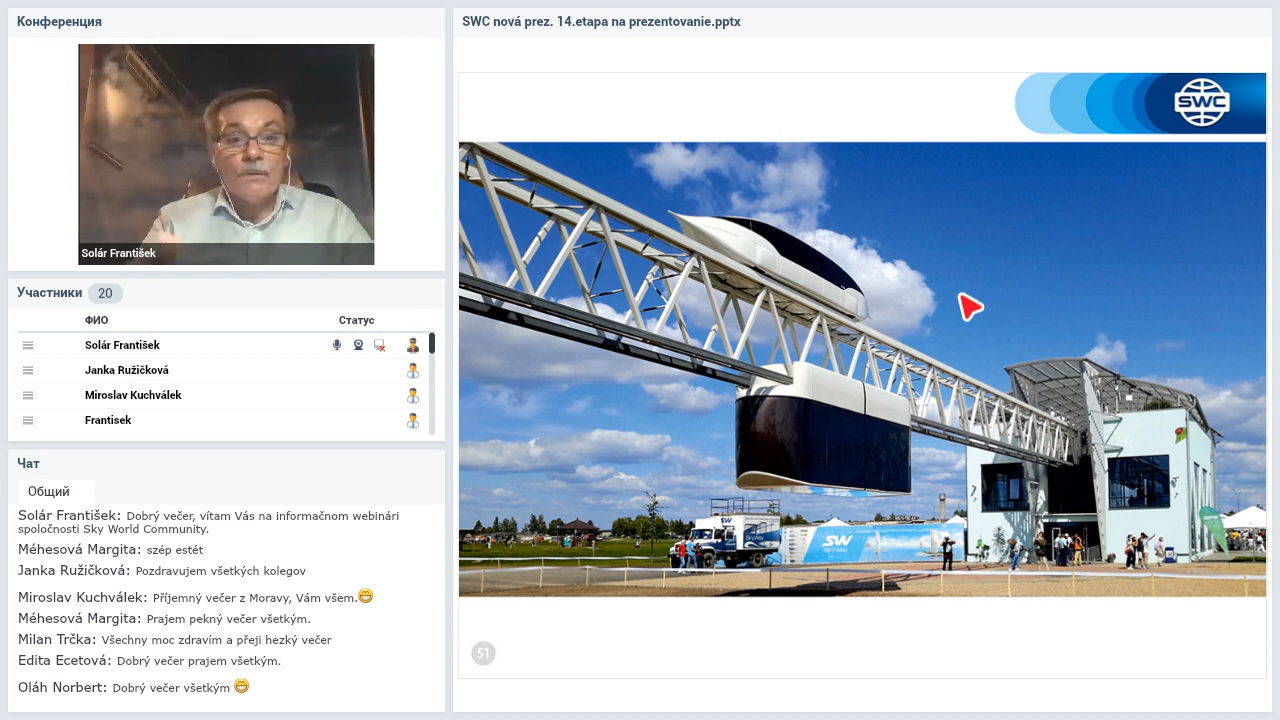 Конференция
Solár František
Участники 20
ФИО Статус
Solár František
Janka Ružičková
Miroslav Kuchválek
Frantisek
Чат
Общий
Solár František: Dobrý večer, vítam Vás na informačnom webinári
spoločnosti Sky World Community.
Méhesová Margita: szép estét
Janka Ružičková: Pozdravujem všetkých kolegov
Miroslav Kuchválek: Příjemný večer z Moravy, Vám všem.😁
Méhesová Margita: Prajem pekný večer všetkým.
Milan Trčka: Všechny moc zdravím a přeji hezký večer
Edita Ecetová: Dobrý večer prajem všetkým.
Oláh Norbert: Dobrý večer všetkým 😁
SWC nová prez. 14.etapa na prezentovanie.pptx
SWC
SW
SW
51